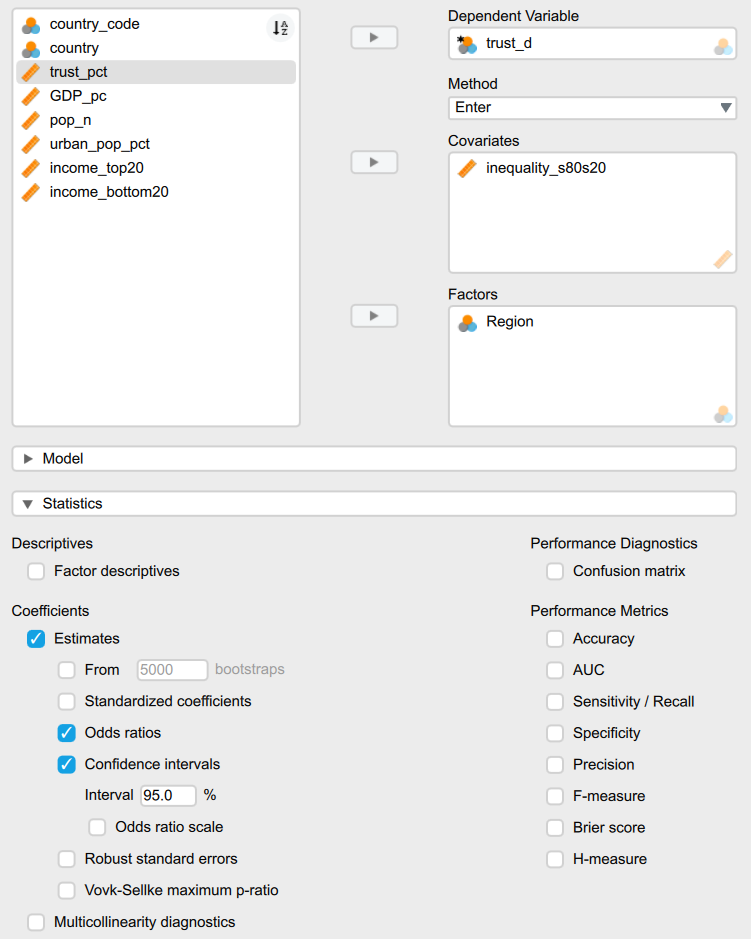 country_code
country
trust_pct
GDP_pc
pop_n
urban_pop_pct
income_top20
income_bottom20
Dependent Variable
trust_d
Method
Enter
Covariates
inequality_s80s20
Factors
Region
Model
Statistics
Descriptives
Factor descriptives
Coefficients
Estimates
From 5000 bootstraps
Standardized coefficients
Odds ratios
Confidence intervals
Interval 95.0 %
Odds ratio scale
Robust standard errors
Vovk-Sellke maximum p-ratio
Multicollinearity diagnostics
Performance Diagnostics
Confusion matrix
Performance Metrics
Accuracy
AUC
Sensitivity / Recall
Specificity
Precision
F-measure
Brier score
H-measure